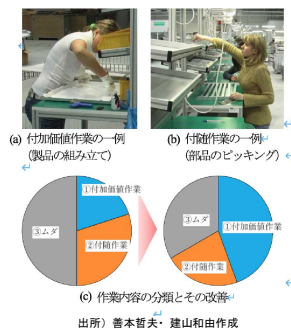 (a) 付加価値作業の一例
(製品の組み立て)
(b) 付随作業の一例
(部品のピッキング)
①付加価値作業
②付随作業
③ムダ
①付加価値作業
②付随作業
③ムダ
(c) 作業内容の分類とその改善
出所）善本哲夫・建山和由作成